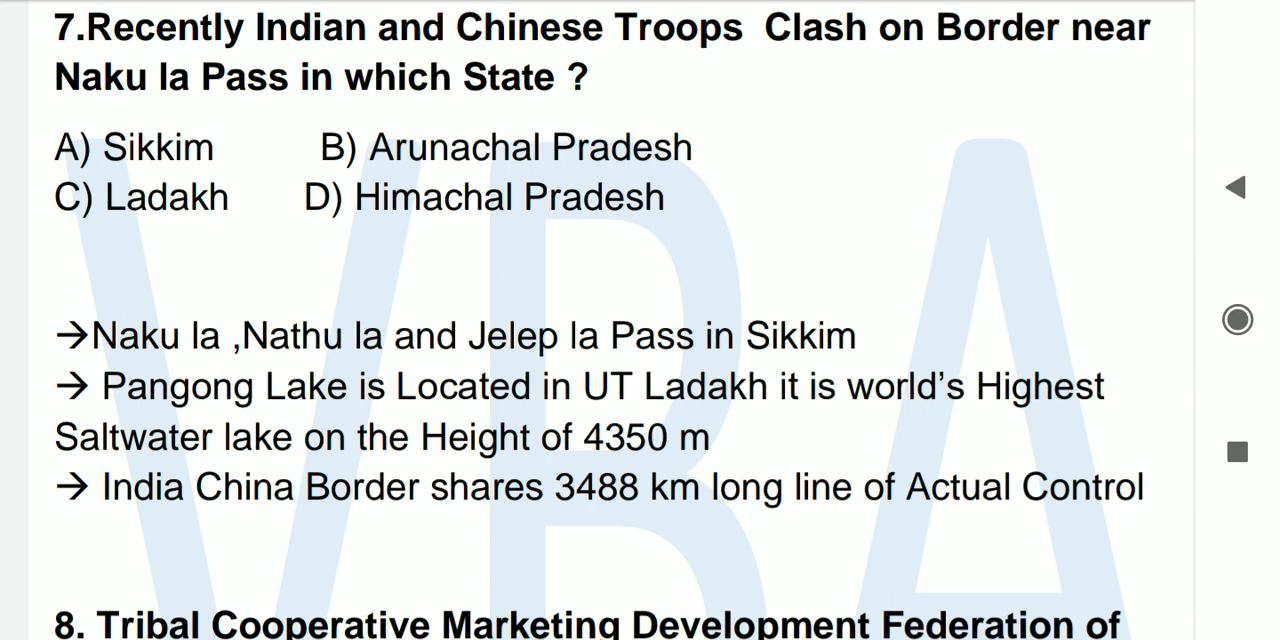 7.Recently Indian and Chinese Troops  Clash on Border near
Naku la Pass in which State ?
A) Sikkim          B) Arunachal Pradesh
C) Ladakh       D) Himachal Pradesh
→Naku la ,Nathu la and Jelep la Pass in Sikkim
→ Pangong Lake is Located in UT Ladakh it is world’s Highest
Saltwater lake on the Height of 4350 m
→ India China Border shares 3488 km long line of Actual Control
8. Tribal Cooperative Marketing Development Federation of
VBA